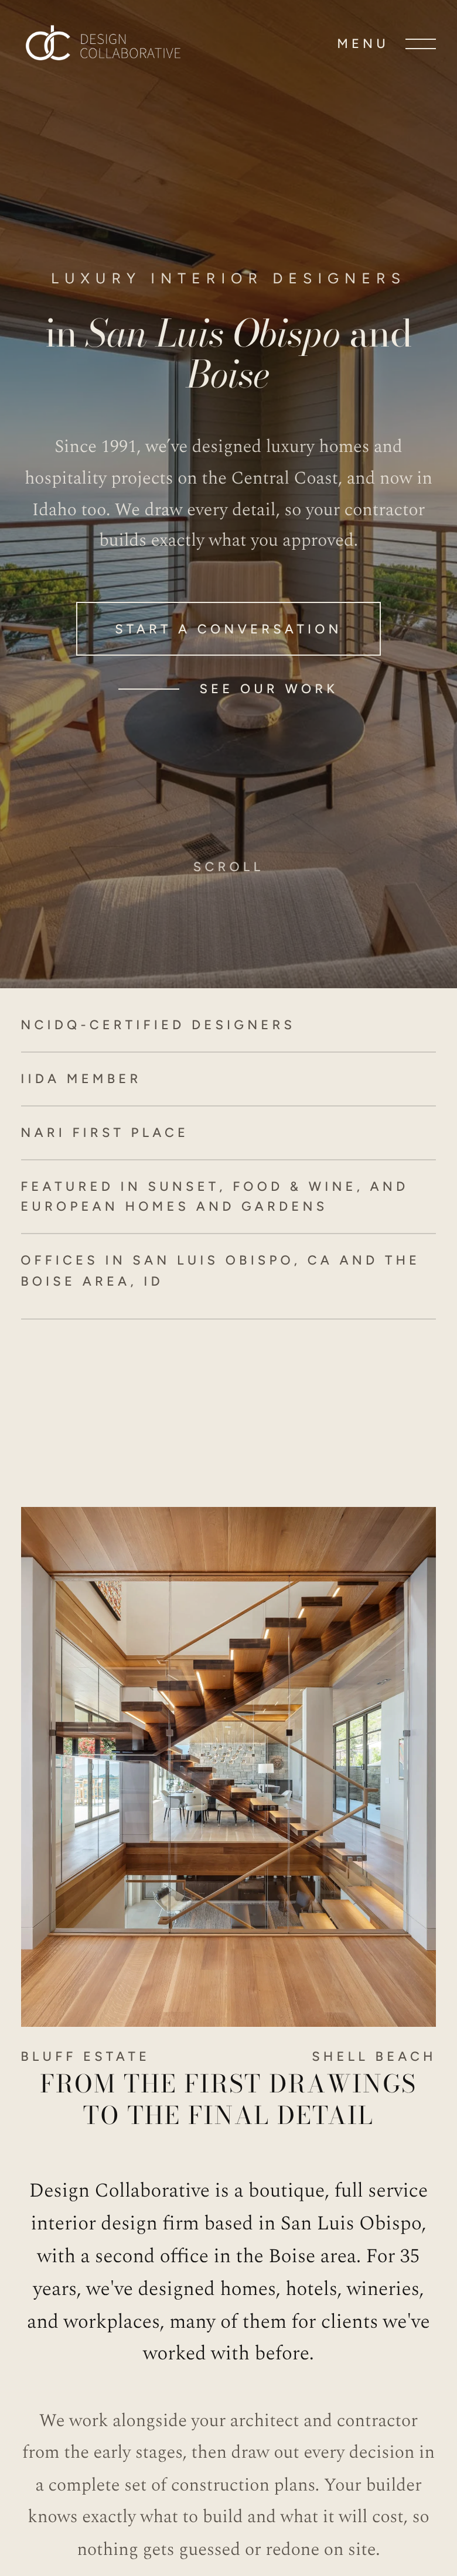 DESIGN
COLLABORATIVE
MENU
LUXURY INTERIOR DESIGNERS
in San Luis Obispo and
Boise
Since 1991, we’ve designed luxury homes and
hospitality projects on the Central Coast, and now in
Idaho too. We draw every detail, so your contractor
builds exactly what you approved.
START A CONVERSATION
SEE OUR WORK
SCROLL
NCIDQ-CERTIFIED DESIGNERS
IIDA MEMBER
NARI FIRST PLACE
FEATURED IN SUNSET, FOOD & WINE, AND
EUROPEAN HOMES AND GARDENS
OFFICES IN SAN LUIS OBISPO, CA AND THE
BOISE AREA, ID
BLUFF ESTATE SHELL BEACH
FROM THE FIRST DRAWINGS
TO THE FINAL DETAIL
Design Collaborative is a boutique, full service
interior design firm based in San Luis Obispo,
with a second office in the Boise area. For 35
years, we've designed homes, hotels, wineries,
and workplaces, many of them for clients we've
worked with before.
We work alongside your architect and contractor
from the early stages, then draw out every decision in
a complete set of construction plans. Your builder
knows exactly what to build and what it will cost, so
nothing gets guessed or redone on site.